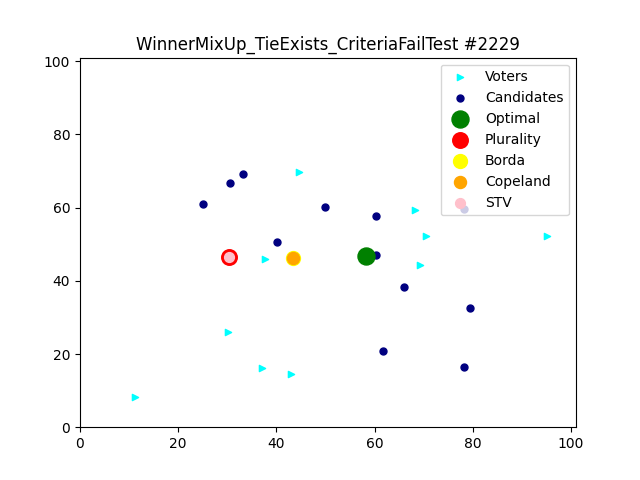 WinnerMixUp_TieExists_CriteriaFailTest #2229
100
80
60
40
20
0
0 20 40 60 80 100
Voters
Candidates
Optimal
Plurality
Borda
Copeland
STV